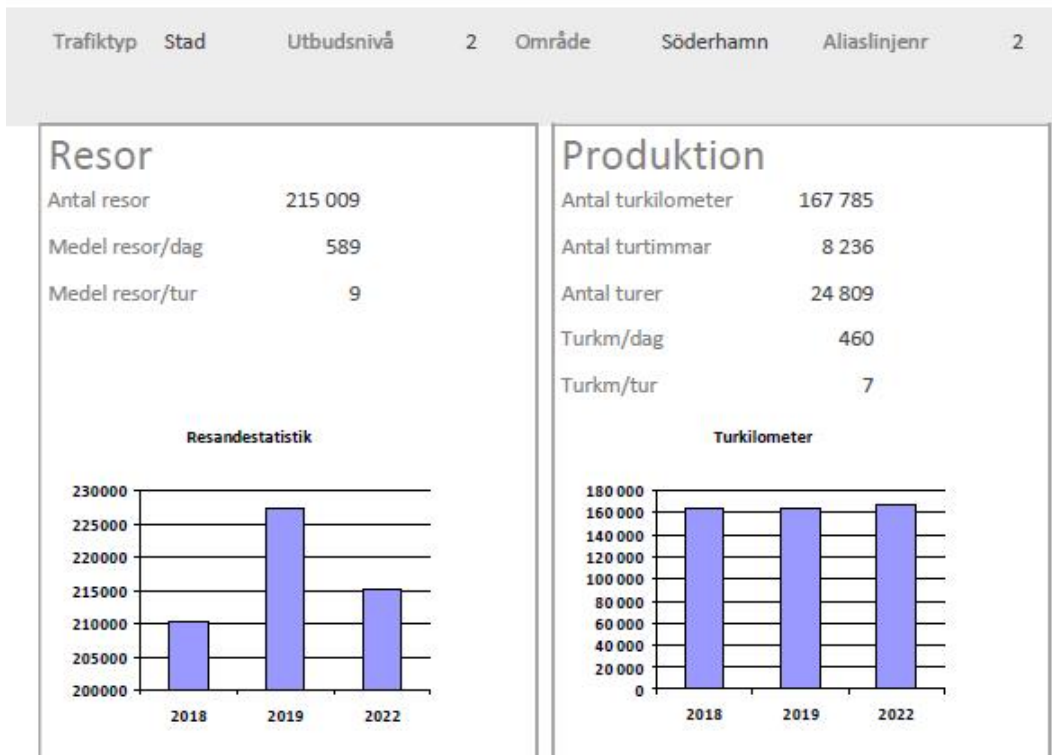 Trafiktyp Stad Utbudsnivå 2 Område Söderhamn Aliaslinjenr 2
Resor
Antal resor 215 009
Medel resor/dag 589
Medel resor/tur 9
Resandestatistik
230000
225000
220000
215000
210000
205000
200000
2018 2019 2022
Produktion
Antal turkilometer 167 785
Antal turtimmar 8 236
Antal turer 24 809
Turkm/dag 460
Turkm/tur 7
Turkilometer
180 000
160 000
140 000
120 000
100 000
80 000
60 000
40 000
20 000
0
2018 2019 2022